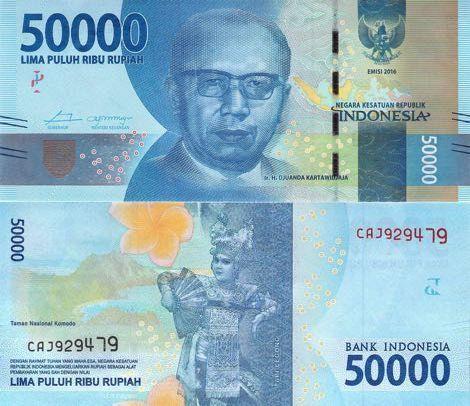 50000
LIMA PULUH RIBU RUPIAH
EMISI 2016
NEGARA KESATUAN REPUBLIK
INDONESIA
GUBERNUR
MENTERI KEUANGAN
50000
Ir. H. DJUANDA KARTAWIDJAJA
50000
CAJ929479
Taman Nasional Komodo
TARI LEGONG
CAJ929479
DENGAN RAHMAT TUHAN YANG MAHA ESA, NEGARA KESATUAN
REPUBLIK INDONESIA MENGELUARKAN RUPIAH SEBAGAI ALAT
PEMBAYARAN YANG SAH DENGAN NILAI
LIMA PULUH RIBU RUPIAH
BANK INDONESIA
50000